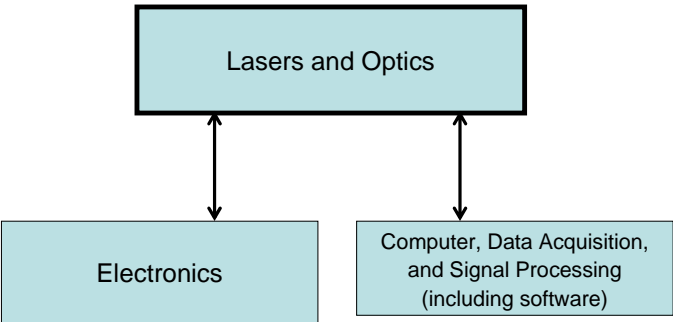 Lasers and Optics
Electronics
Computer, Data Acquisition,
and Signal Processing
(including software)